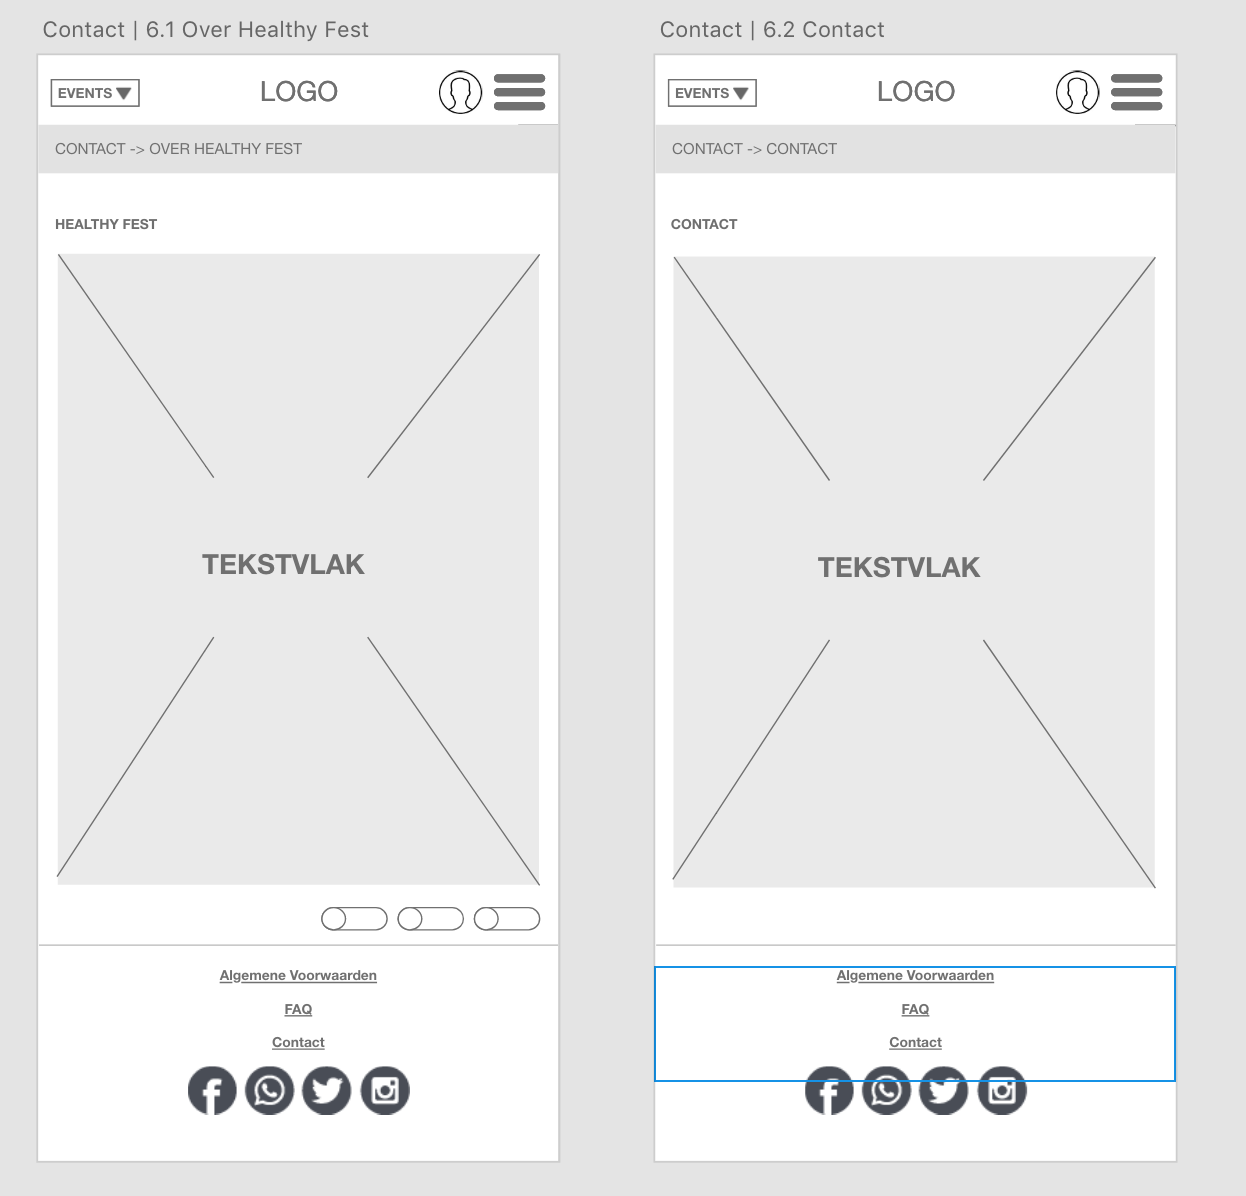 Contact | 6.1 Over Healthy Fest
EVENTS
LOGO
CONTACT -> OVER HEALTHY FEST
HEALTHY FEST
TEKSTVLAK
Algemene Voorwaarden
FAQ
Contact
Contact | 6.2 Contact
EVENTS
LOGO
CONTACT -> CONTACT
CONTACT
TEKSTVLAK
Algemene Voorwaarden
FAQ
Contact